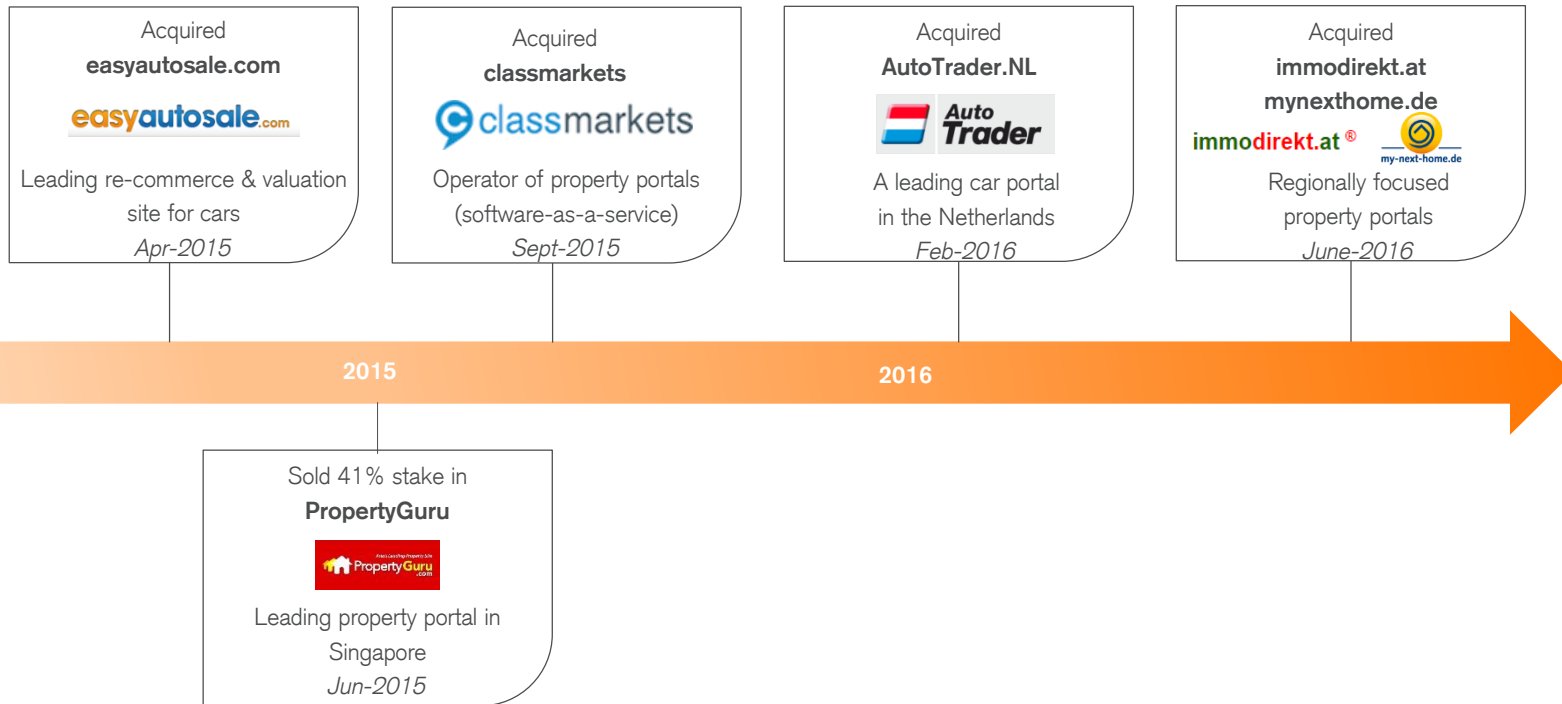 Acquired
easyautosale.com
easyautosale.com
Leading re-commerce & valuation
site for cars
Apr-2015
Acquired
classmarkets
classmarkets
Operator of property portals
(software-as-a-service)
Sept-2015
Acquired
AutoTrader.NL
Auto
Trader
A leading car portal
in the Netherlands
Feb-2016
Acquired
immodirekt.at
mynexthome.de
immodirekt.at ®
my-next-home.de
Regionally focused
property portals
June-2016
2015
2016
Sold 41% stake in
PropertyGuru
PropertyGuru
.com
Leading property portal in
Singapore
Jun-2015